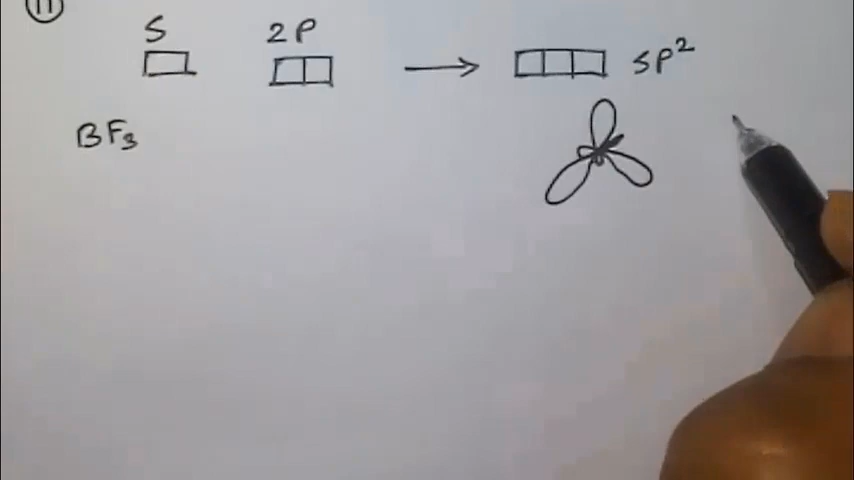 11
S 2P → SP²
BF₃